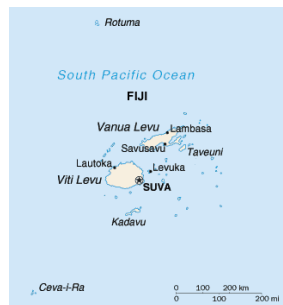 Rotuma
South Pacific Ocean
FIJI
Vanua Levu
Lambasa
Savusavu
Taveuni
Lautoka
Levuka
Viti Levu
SUVA
Kadavu
Ceva-i-Ra
0 100 200 km
0 100 200 mi